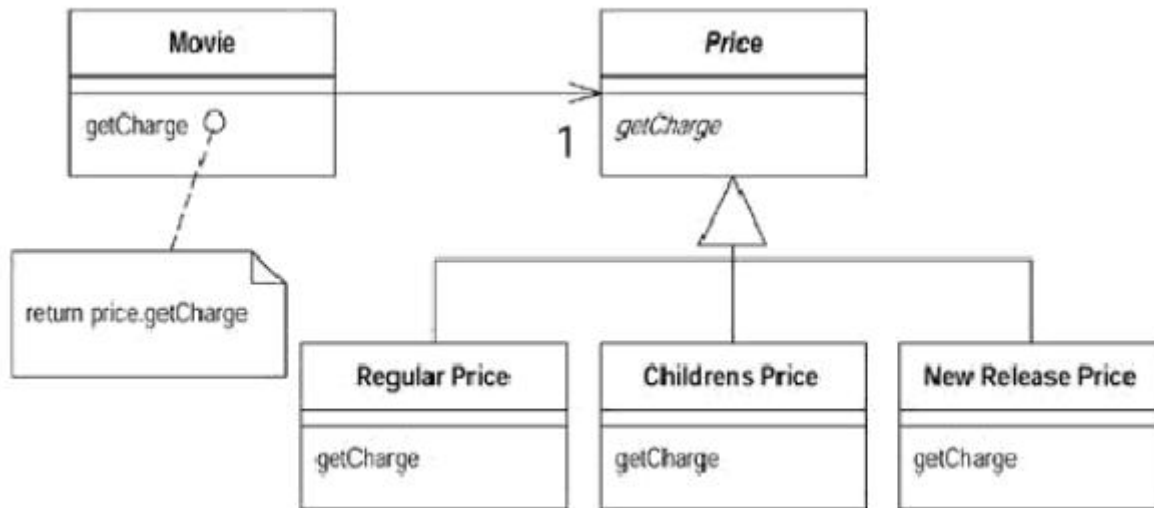 Movie
Price
getCharge
1
getCharge
return price.getCharge
Regular Price
Childrens Price
New Release Price
getCharge
getCharge
getCharge